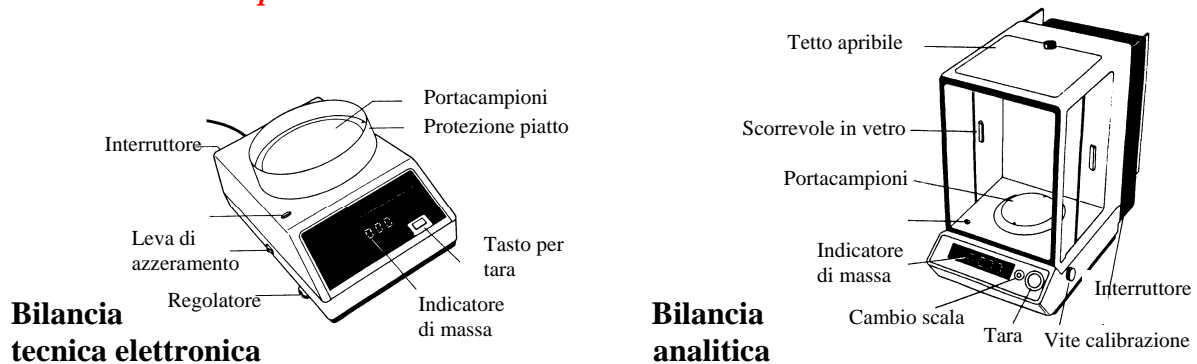 Portacampioni
Protezione piatto
Interruttore
Leva di
azzeramento
Regolatore
Tasto per
tara
Indicatore
di massa
Bilancia
tecnica elettronica
Tetto apribile
Scorrevole in vetro
Portacampioni
Indicatore
di massa
Cambio scala
Tara
Vite calibrazione
Interruttore
Bilancia
analitica